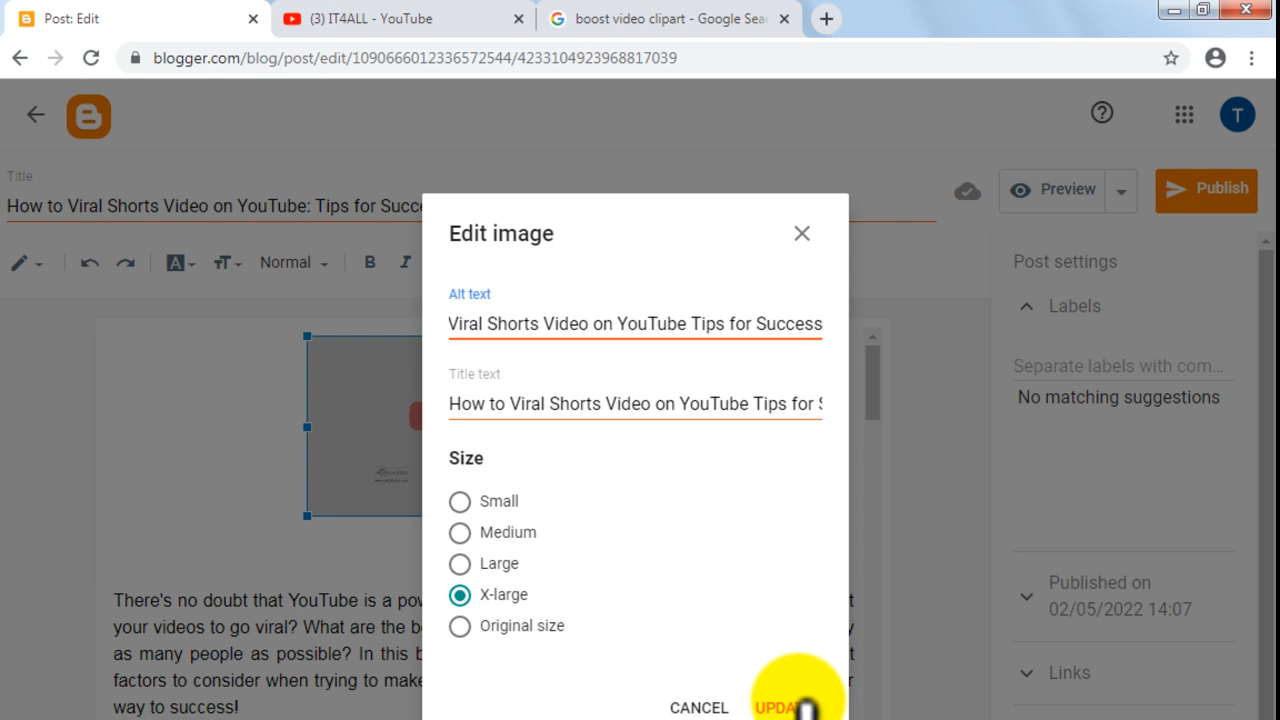 Post: Edit
(3) IT4ALL - YouTube
boost video clipart - Google Sea
blogger.com/blog/post/edit/1090666012336572544/4233104923968817039
T
Title
How to Viral Shorts Video on YouTube: Tips for Succe
Preview
Publish
Normal
B
I
Post settings
Labels
Separate labels with com...
No matching suggestions
Edit image
Alt text
Viral Shorts Video on YouTube Tips for Success
Title text
How to Viral Shorts Video on YouTube Tips for S
Size
Small
Medium
Large
X-large
Original size
CANCEL
UPDA
There's no doubt that YouTube is a pov
your videos to go viral? What are the be
as many people as possible? In this b
factors to consider when trying to make
way to success!
Published on
02/05/2022 14:07
Links